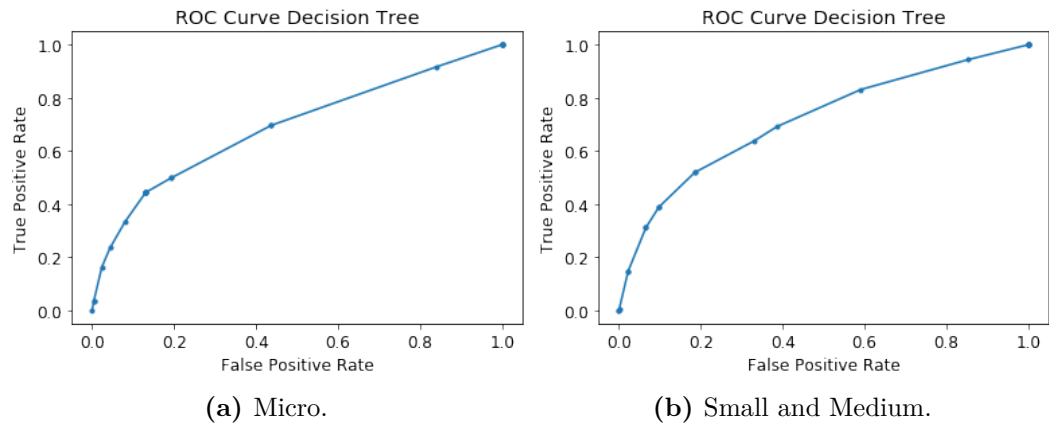 ROC Curve Decision Tree
True Positive Rate
1.0
0.8
0.6
0.4
0.2
0.0
0.0 0.2 0.4 0.6 0.8 1.0
False Positive Rate
(a) Micro.
ROC Curve Decision Tree
True Positive Rate
1.0
0.8
0.6
0.4
0.2
0.0
0.0 0.2 0.4 0.6 0.8 1.0
False Positive Rate
(b) Small and Medium.